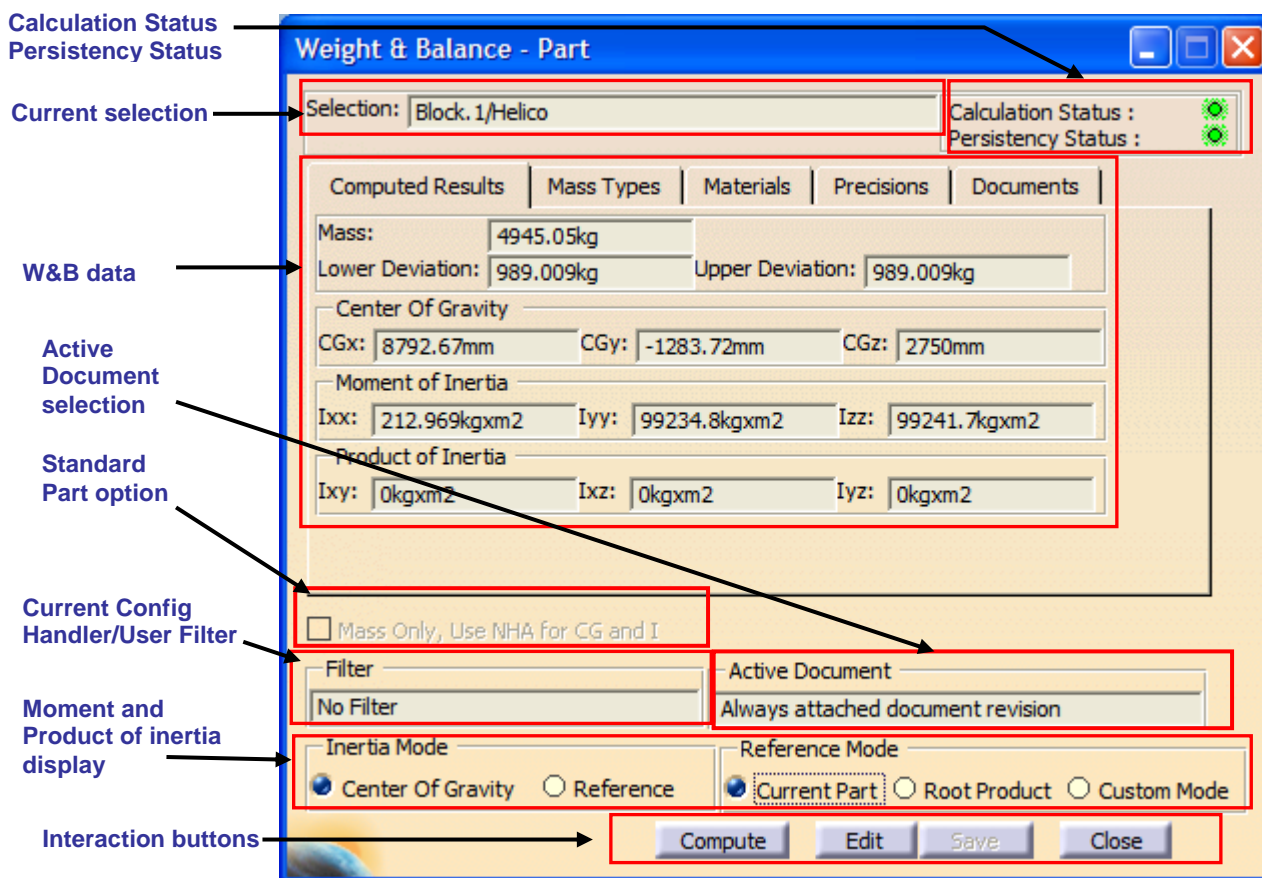 Calculation Status
Persistency Status
Current selection
W&B data
Active
Document
selection
Standard
Part option
Current Config
Handler/User Filter
Moment and
Product of inertia
display
Interaction buttons
Weight & Balance - Part
Selection: Block.1/Helico
Calculation Status :
Persistency Status :
Computed Results Mass Types Materials Precisions Documents
Mass: 4945.05kg
Lower Deviation: 989.009kg Upper Deviation: 989.009kg
Center Of Gravity
CGx: 8792.67mm CGy: -1283.72mm CGz: 2750mm
Moment of Inertia
Ixx: 212.969kgxm2 Iyy: 99234.8kgxm2 Izz: 99241.7kgxm2
Product of Inertia
Ixy: 0kgxm2 Ixz: 0kgxm2 Iyz: 0kgxm2
Mass Only, Use NHA for CG and I
Filter
No Filter
Active Document
Always attached document revision
Inertia Mode
Center Of Gravity Reference
Reference Mode
Current Part Root Product Custom Mode
Compute Edit Save Close